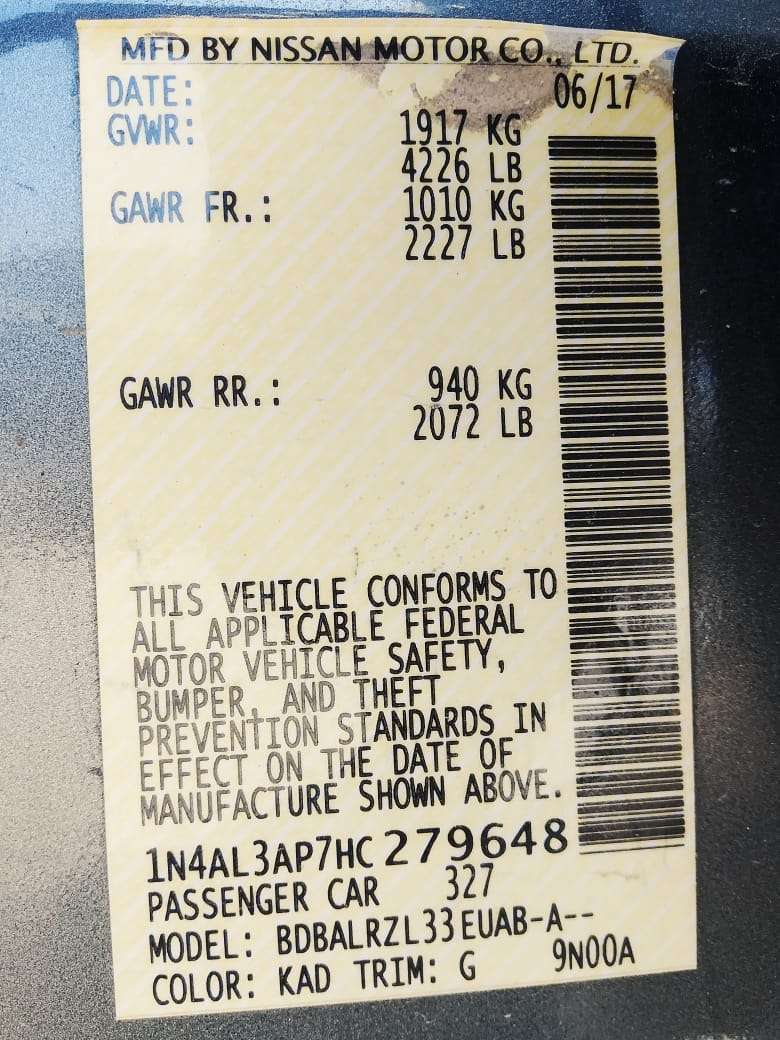 MFD BY NISSAN MOTOR CO., LTD.
DATE: 06/17
GVWR: 1917 KG
4226 LB
GAWR FR.: 1010 KG
2227 LB
GAWR RR.: 940 KG
2072 LB
THIS VEHICLE CONFORMS TO
ALL APPLICABLE FEDERAL
MOTOR VEHICLE SAFETY,
BUMPER, AND THEFT
PREVENTION STANDARDS IN
EFFECT ON THE DATE OF
MANUFACTURE SHOWN ABOVE.
1N4AL3AP7HC279648
PASSENGER CAR 327
MODEL: BDBALRZL33EUAB-A--
COLOR: KAD TRIM: G 9N00A